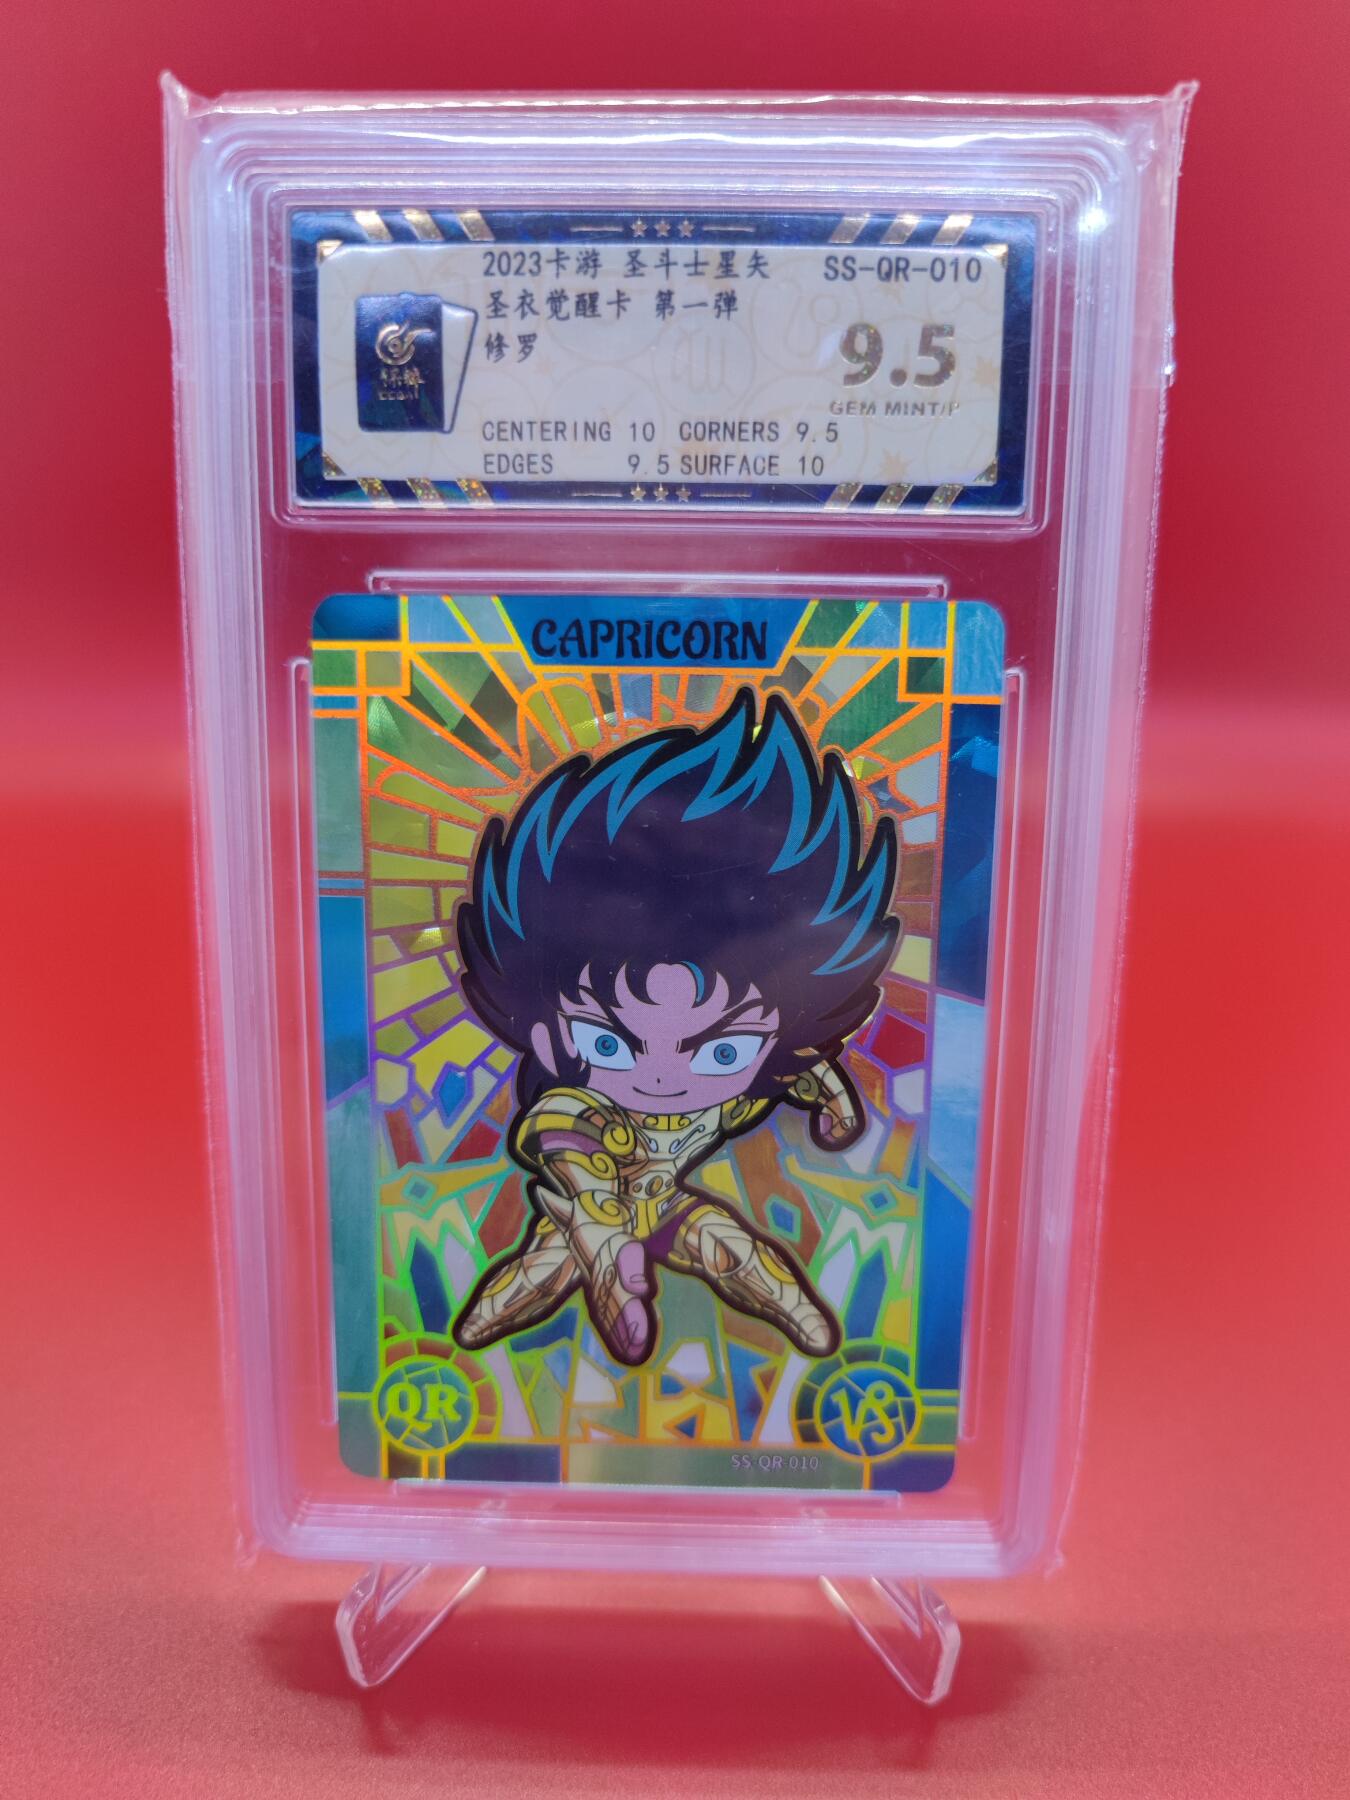 2023卡游 圣斗士星矢 SS-QR-010
圣衣觉醒卡 第一弹
修罗
9.5
GEM MINT/P
CENTERING 10 CORNERS 9.5
EDGES 9.5 SURFACE 10
CAPRICORN
QR
SS-QR-010